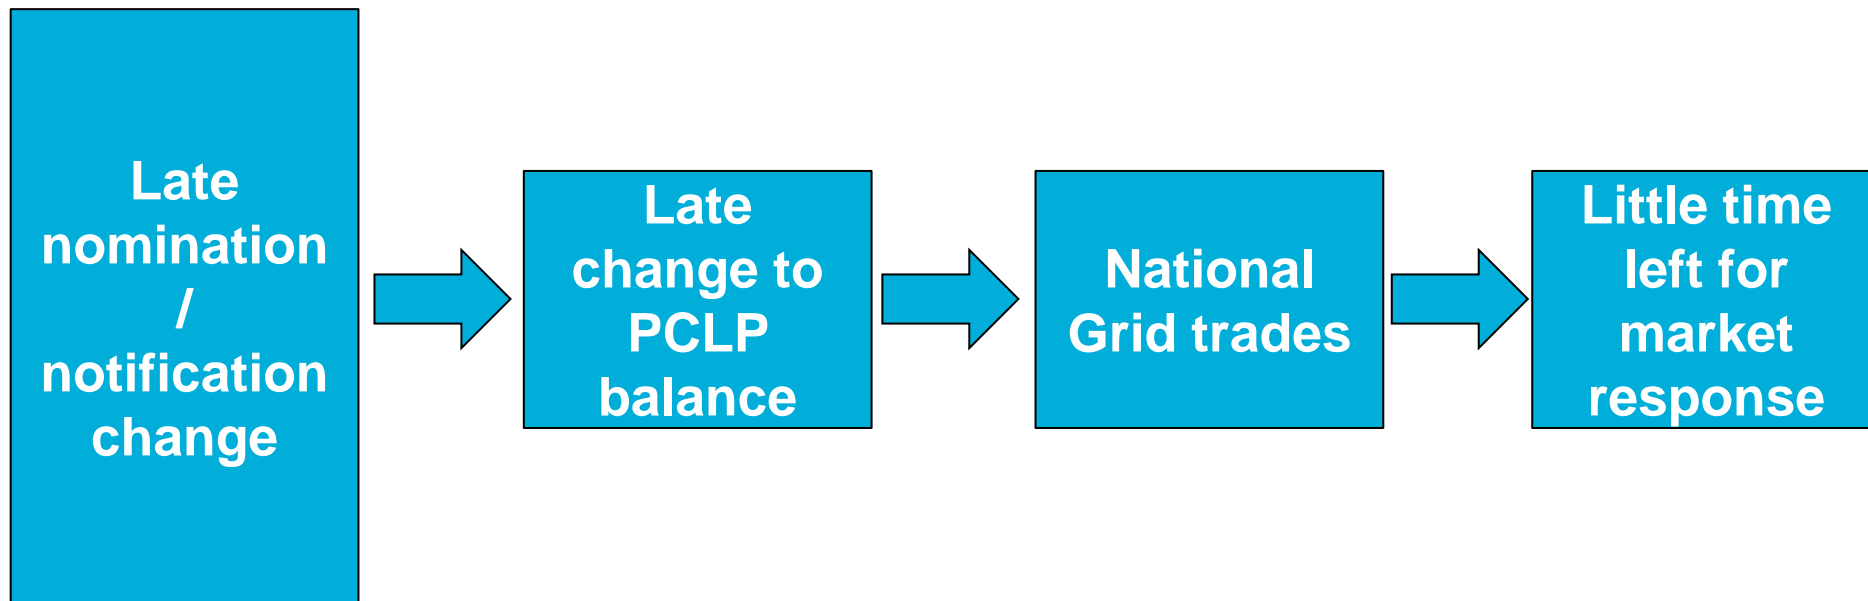 Late
nomination
/
notification
change
Late
change to
PCLP
balance
National
Grid trades
Little time
left for
market
response